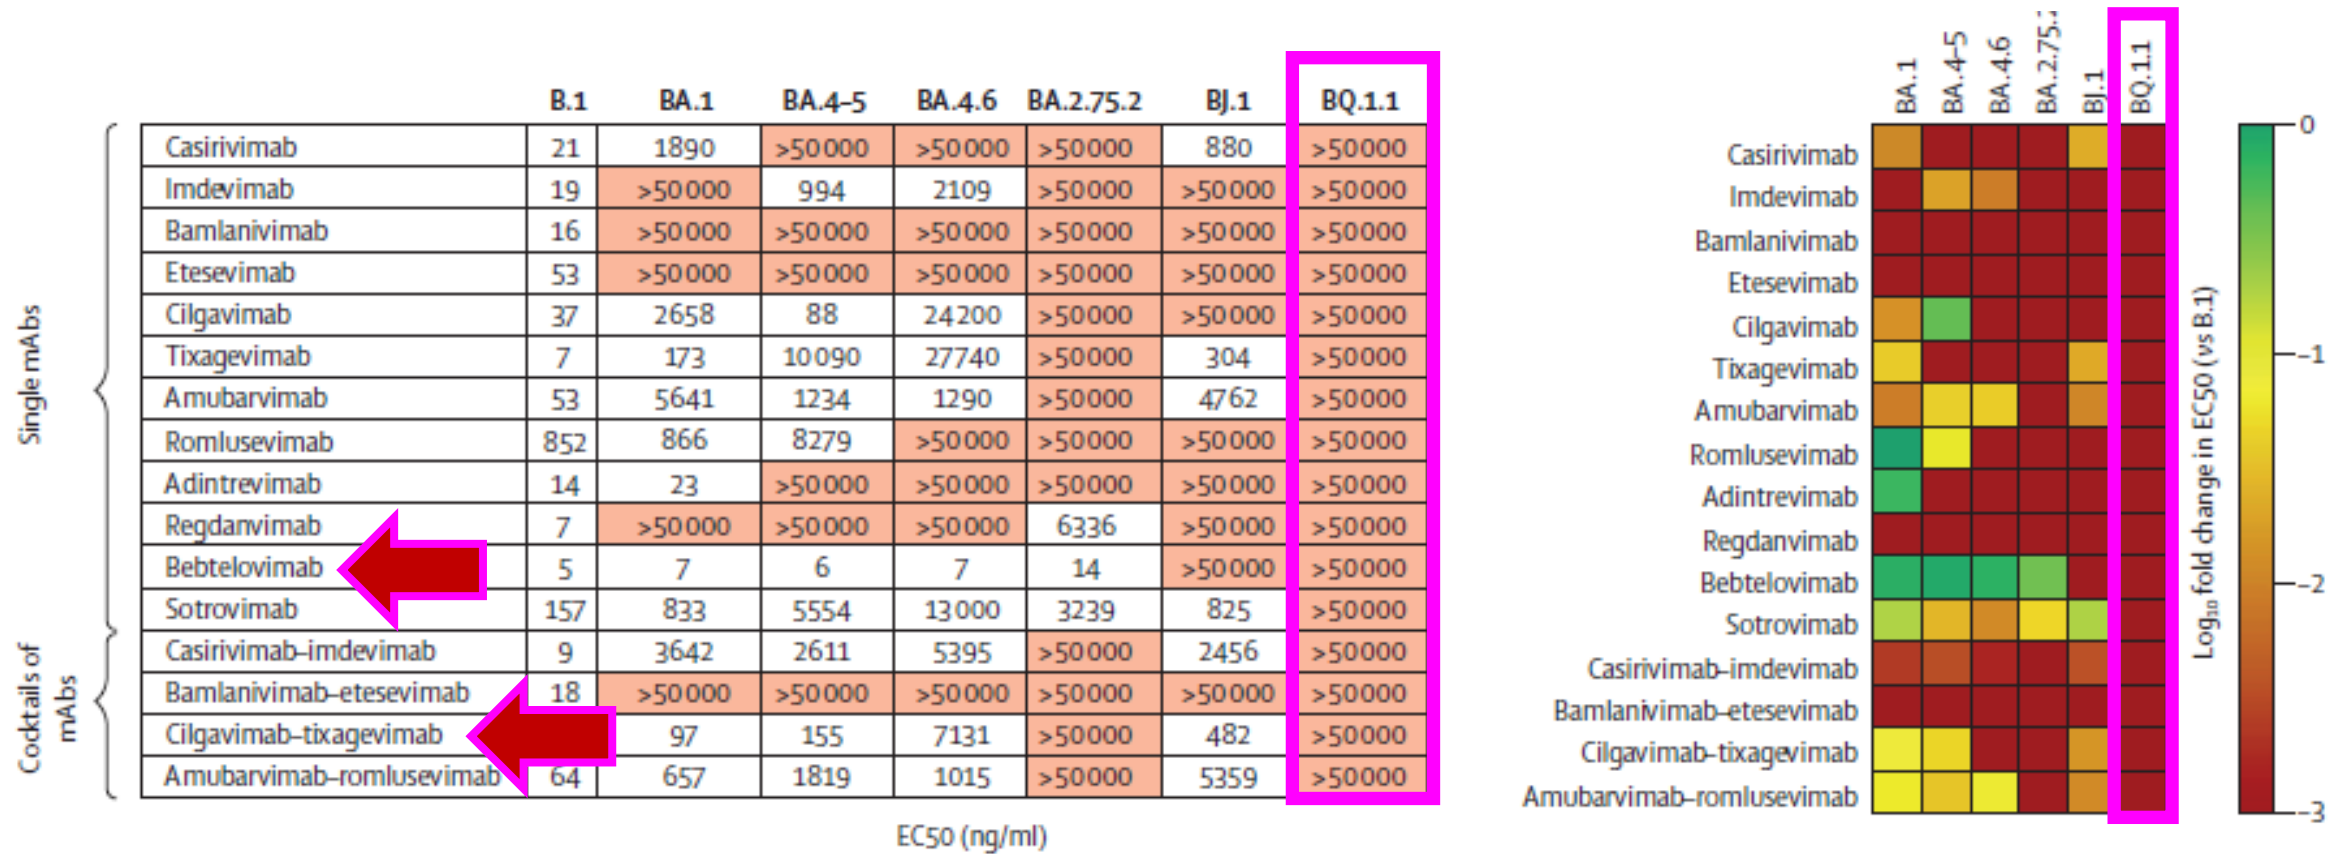 B.1 BA.1 BA.4–5 BA.4.6 BA.2.75.2 BJ.1 BQ.1.1
Single mAbs
Casirivimab 21 1890 >50000 >50000 >50000 880 >50000
Imdevimab 19 >50000 994 2109 >50000 >50000 >50000
Bamlanivimab 16 >50000 >50000 >50000 >50000 >50000 >50000
Etesevimab 53 >50000 >50000 >50000 >50000 >50000 >50000
Cilgavimab 37 2658 88 24200 >50000 >50000 >50000
Tixagevimab 7 173 10090 27740 >50000 304 >50000
Amubarvimab 53 5641 1234 1290 >50000 4762 >50000
Romlusevimab 852 866 8279 >50000 >50000 >50000 >50000
Adintrevimab 14 23 >50000 >50000 >50000 >50000 >50000
Regdanvimab 7 >50000 >50000 >50000 6336 >50000 >50000
Bebtelovimab 5 7 6 7 14 >50000 >50000
Sotrovimab 157 833 5554 13000 3239 825 >50000
Cocktails of
mAbs
Casirivimab–imdevimab 9 3642 2611 5395 >50000 2456 >50000
Bamlanivimab–etesevimab 18 >50000 >50000 >50000 >50000 >50000 >50000
Cilgavimab–tixagevimab 97 155 7131 >50000 482 >50000
Amubarvimab–romlusevimab 64 657 1819 1015 >50000 5359 >50000
EC50 (ng/ml)
BA.1
BA.4–5
BA.4.6
BA.2.75.
BJ.1
BQ.1.1
Casirivimab
Imdevimab
Bamlanivimab
Etesevimab
Cilgavimab
Tixagevimab
Amubarvimab
Romlusevimab
Adintrevimab
Regdanvimab
Bebtelovimab
Sotrovimab
Casirivimab–imdevimab
Bamlanivimab–etesevimab
Cilgavimab–tixagevimab
Amubarvimab–romlusevimab
0
–1
–2
–3
Log₁₀ fold change in EC50 (vs B.1)